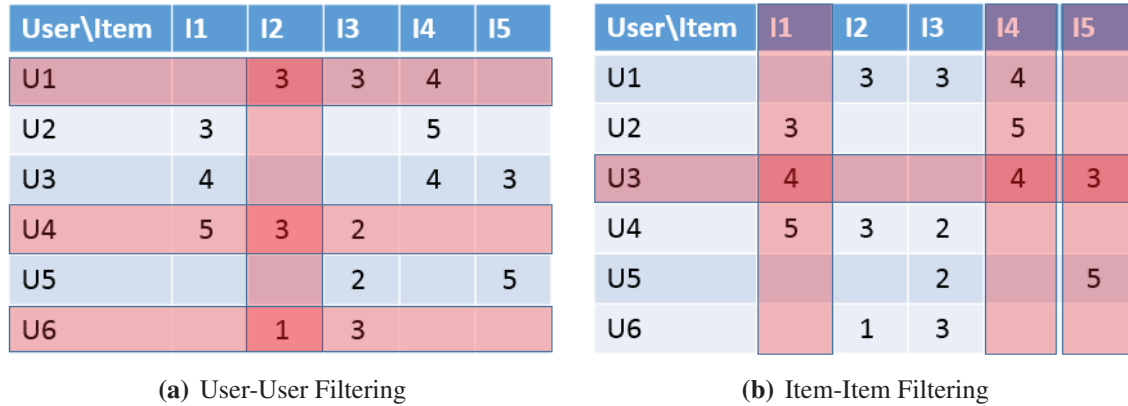 User\Item I1 I2 I3 I4 I5
U1 3 3 4
U2 3 5
U3 4 4 3
U4 5 3 2
U5 2 5
U6 1 3
(a) User-User Filtering
User\Item I1 I2 I3 I4 I5
U1 3 3 4
U2 3 5
U3 4 4 3
U4 5 3 2
U5 2 5
U6 1 3
(b) Item-Item Filtering